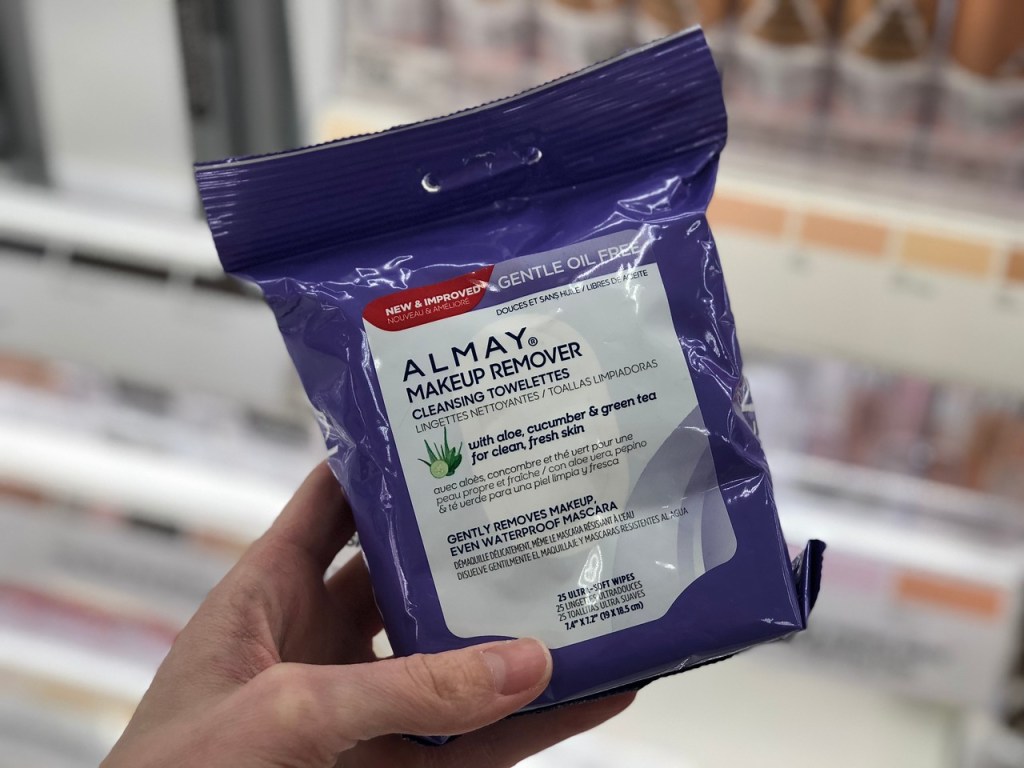 GENTLE OIL FREE
DOUCES ET SANS HUILE / LIBRES DE ACEITE
NEW & IMPROVED
NOUVEAU & AMÉLIORÉ
ALMAY®
MAKEUP REMOVER
CLEANSING TOWELETTES
LINGETTES NETTOYANTES / TOALLAS LIMPIADORAS
with aloe, cucumber & green tea
for clean, fresh skin
avec aloès, concombre et thé vert pour une
peau propre et fraîche / con aloe vera, pepino
& té verde para una piel limpia y fresca
GENTLY REMOVES MAKEUP,
EVEN WATERPROOF MASCARA
DÉMAQUILLE DÉLICATEMENT, MÊME LE MASCARA RÉSISTANT À L'EAU
DISUELVE GENTILMENTE EL MAQUILLAJE Y MASCARAS RESISTENTES AL AGUA
25 ULTRA-SOFT WIPES
25 LINGETTES ULTRADOUCES
25 TOALLITAS ULTRA SUAVES
7.4" X 7.2" (19 X 18.5 cm)